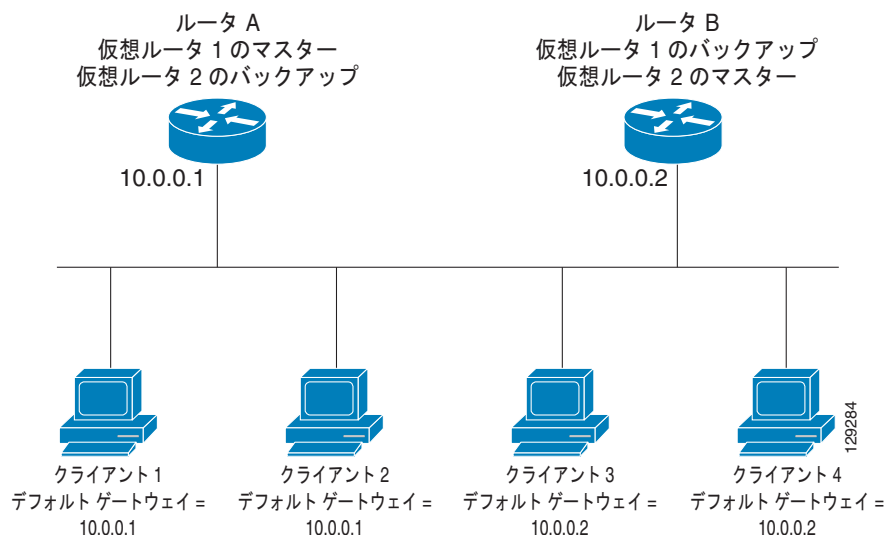 ルータ A
仮想ルータ 1 のマスター
仮想ルータ 2 のバックアップ
ルータ B
仮想ルータ 1 のバックアップ
仮想ルータ 2 のマスター
10.0.0.1
10.0.0.2
クライアント 1
デフォルト ゲートウェイ =
10.0.0.1
クライアント 2
デフォルト ゲートウェイ =
10.0.0.1
クライアント 3
デフォルト ゲートウェイ =
10.0.0.2
クライアント 4
デフォルト ゲートウェイ =
10.0.0.2
129284